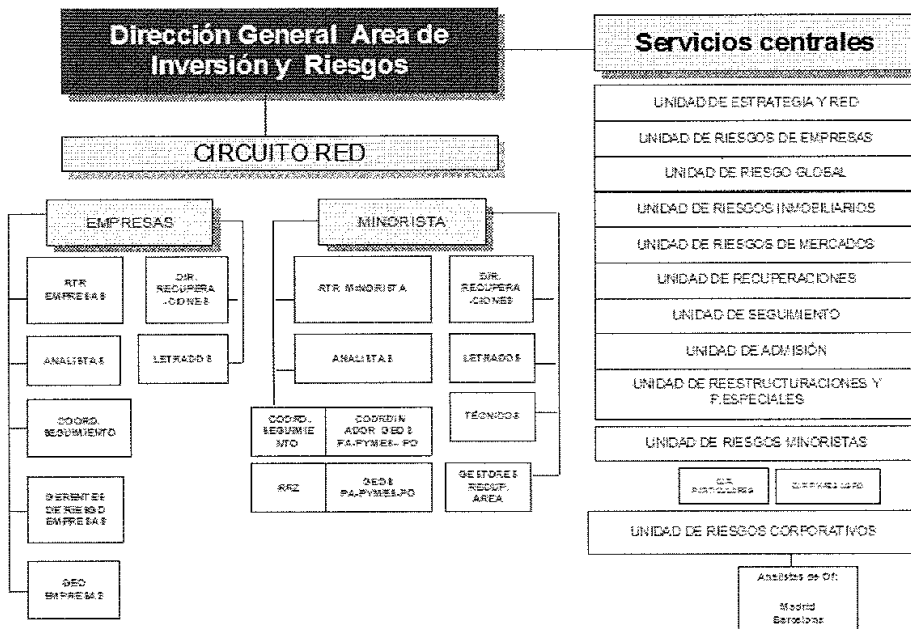 Dirección General Area de
Inversión y Riesgos
CIRCUITO RED
EMPRESAS
RTR
EMPRESAS
DIR.
RECUPERA
-CIONES
ANALISTAS
LETRADOS
COORD.
SEGUIMIENTO
GERENTES
DE RIESGO
EMPRESAS
GEO
EMPRESAS
MINORISTA
RTR MINORISTA
DIR.
RECUPERA
-CIONES
ANALISTAS
LETRADOS
COORD.
SEGUIMIE
NTO
COORDIN
ADOR GEOS
PA-PYMES-PO
TÉCNICOS
RRZ
GEOS
PA-PYMES-PO
GESTORES
RECUP.
AREA
Servicios centrales
UNIDAD DE ESTRATEGIA Y RED
UNIDAD DE RIESGOS DE EMPRESAS
UNIDAD DE RIESGO GLOBAL
UNIDAD DE RIESGOS INMOBILIARIOS
UNIDAD DE RIESGOS DE MERCADOS
UNIDAD DE RECUPERACIONES
UNIDAD DE SEGUIMIENTO
UNIDAD DE ADMISIÓN
UNIDAD DE REESTRUCTURACIONES Y
P.ESPECIALES
UNIDAD DE RIESGOS MINORISTAS
PARTICULARES
UNIDAD DE RIESGOS CORPORATIVOS
Analistas de Of:
Madrid
Barcelona